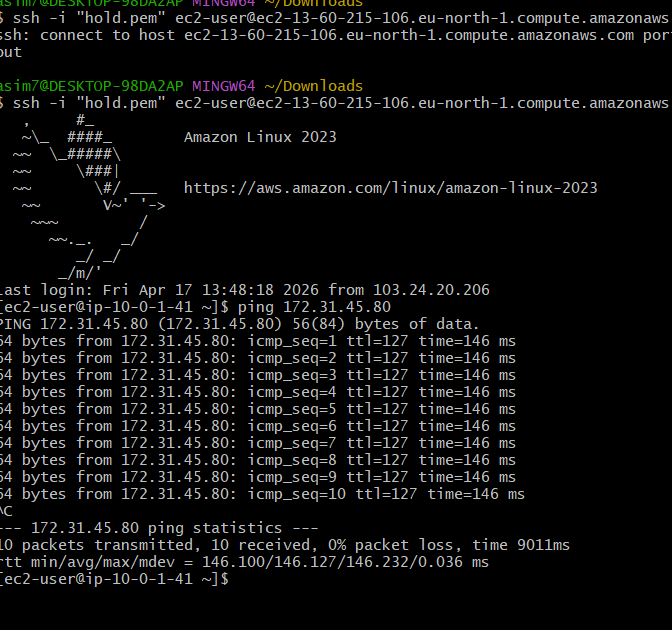 asim7@DESKTOP-98DA2AP MINGW64 ~/Downloads
$ ssh -i "hold.pem" ec2-user@ec2-13-60-215-106.eu-north-1.compute.amazonaws
ssh: connect to host ec2-13-60-215-106.eu-north-1.compute.amazonaws.com port
out
asim7@DESKTOP-98DA2AP MINGW64 ~/Downloads
$ ssh -i "hold.pem" ec2-user@ec2-13-60-215-106.eu-north-1.compute.amazonaws
   ,     #_
   ~\_  ####_        Amazon Linux 2023
  ~~  \_#####\
  ~~     \###|
  ~~       \#/ ___   https://aws.amazon.com/linux/amazon-linux-2023
   ~~       V~' '->
    ~~~         /
      ~~._.   _/
         _/ _/
       _/m/'
Last login: Fri Apr 17 13:48:18 2026 from 103.24.20.206
[ec2-user@ip-10-0-1-41 ~]$ ping 172.31.45.80
PING 172.31.45.80 (172.31.45.80) 56(84) bytes of data.
64 bytes from 172.31.45.80: icmp_seq=1 ttl=127 time=146 ms
64 bytes from 172.31.45.80: icmp_seq=2 ttl=127 time=146 ms
64 bytes from 172.31.45.80: icmp_seq=3 ttl=127 time=146 ms
64 bytes from 172.31.45.80: icmp_seq=4 ttl=127 time=146 ms
64 bytes from 172.31.45.80: icmp_seq=5 ttl=127 time=146 ms
64 bytes from 172.31.45.80: icmp_seq=6 ttl=127 time=146 ms
64 bytes from 172.31.45.80: icmp_seq=7 ttl=127 time=146 ms
64 bytes from 172.31.45.80: icmp_seq=8 ttl=127 time=146 ms
64 bytes from 172.31.45.80: icmp_seq=9 ttl=127 time=146 ms
64 bytes from 172.31.45.80: icmp_seq=10 ttl=127 time=146 ms
^C
--- 172.31.45.80 ping statistics ---
10 packets transmitted, 10 received, 0% packet loss, time 9011ms
rtt min/avg/max/mdev = 146.100/146.127/146.232/0.036 ms
[ec2-user@ip-10-0-1-41 ~]$